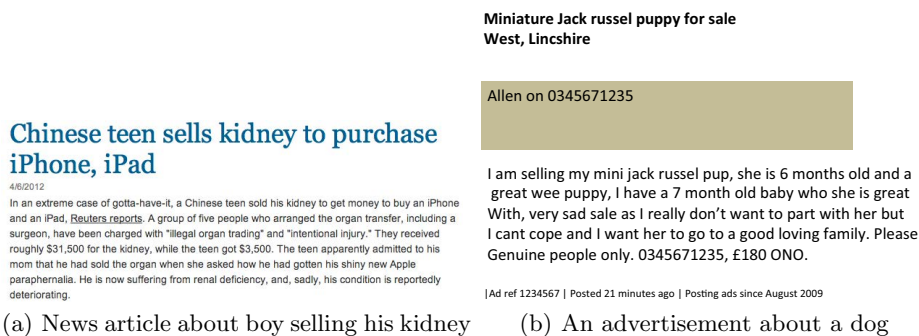 Chinese teen sells kidney to purchase
iPhone, iPad
4/6/2012
In an extreme case of gotta-have-it, a Chinese teen sold his kidney to get money to buy an iPhone
and an iPad, Reuters reports. A group of five people who arranged the organ transfer, including a
surgeon, have been charged with "illegal organ trading" and "intentional injury." They received
roughly $31,500 for the kidney, while the teen got $3,500. The teen apparently admitted to his
mom that he had sold the organ when she asked how he had gotten his shiny new Apple
paraphernalia. He is now suffering from renal deficiency, and, sadly, his condition is reportedly
deteriorating.
(a) News article about boy selling his kidney
Miniature Jack russel puppy for sale
West, Lincshire
Allen on 0345671235
I am selling my mini jack russel pup, she is 6 months old and a
great wee puppy, I have a 7 month old baby who she is great
With, very sad sale as I really don't want to part with her but
I cant cope and I want her to go to a good loving family. Please
Genuine people only. 0345671235, £180 ONO.
|Ad ref 1234567 | Posted 21 minutes ago | Posting ads since August 2009
(b) An advertisement about a dog